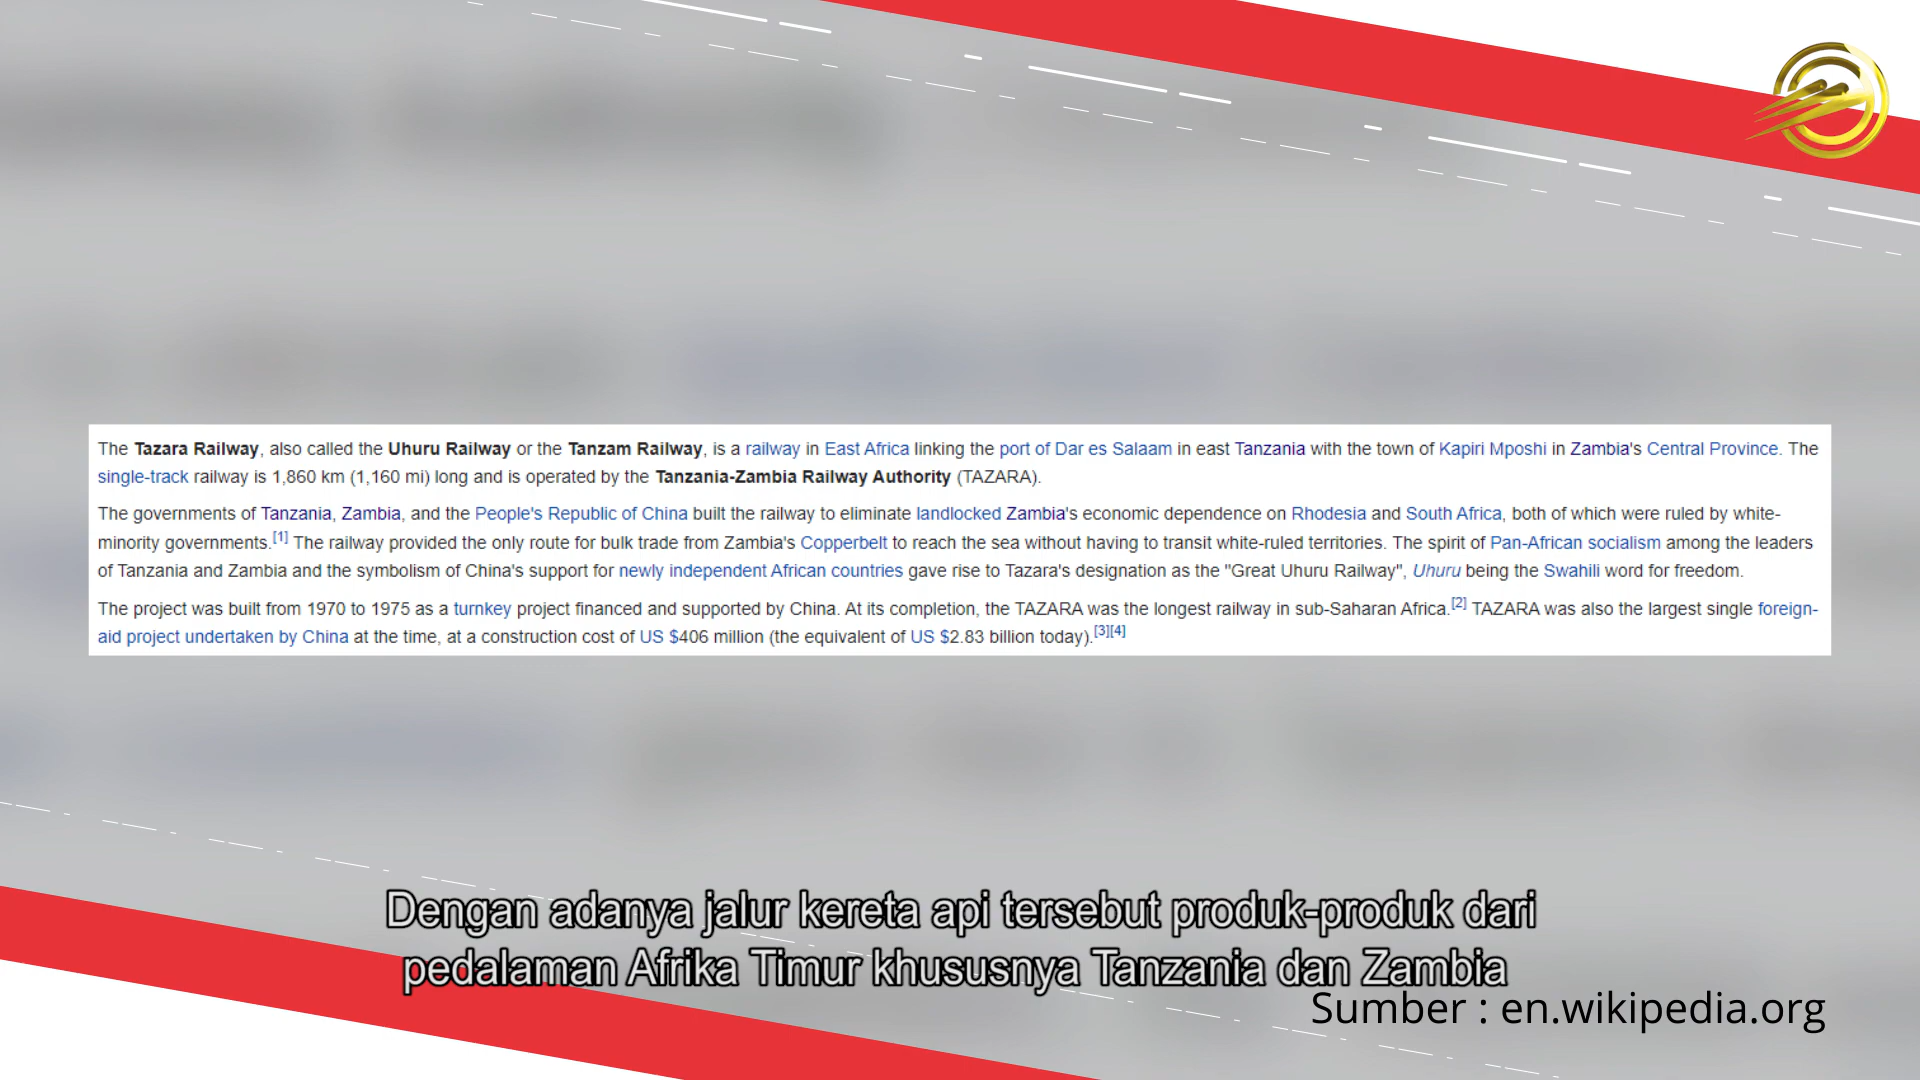 The Tazara Railway, also called the Uhuru Railway or the Tanzam Railway, is a railway in East Africa linking the port of Dar es Salaam in east Tanzania with the town of Kapiri Mposhi in Zambia's Central Province. The
single-track railway is 1,860 km (1,160 mi) long and is operated by the Tanzania-Zambia Railway Authority (TAZARA).
The governments of Tanzania, Zambia, and the People's Republic of China built the railway to eliminate landlocked Zambia's economic dependence on Rhodesia and South Africa, both of which were ruled by white-
minority governments.[1] The railway provided the only route for bulk trade from Zambia's Copperbelt to reach the sea without having to transit white-ruled territories. The spirit of Pan-African socialism among the leaders
of Tanzania and Zambia and the symbolism of China's support for newly independent African countries gave rise to Tazara's designation as the "Great Uhuru Railway", Uhuru being the Swahili word for freedom.
The project was built from 1970 to 1975 as a turnkey project financed and supported by China. At its completion, the TAZARA was the longest railway in sub-Saharan Africa.[2] TAZARA was also the largest single foreign-
aid project undertaken by China at the time, at a construction cost of US $406 million (the equivalent of US $2.83 billion today).[3][4]
Dengan adanya jalur kereta api tersebut produk-produk dari
pedalaman Afrika Timur khususnya Tanzania dan Zambia
Sumber : en.wikipedia.org